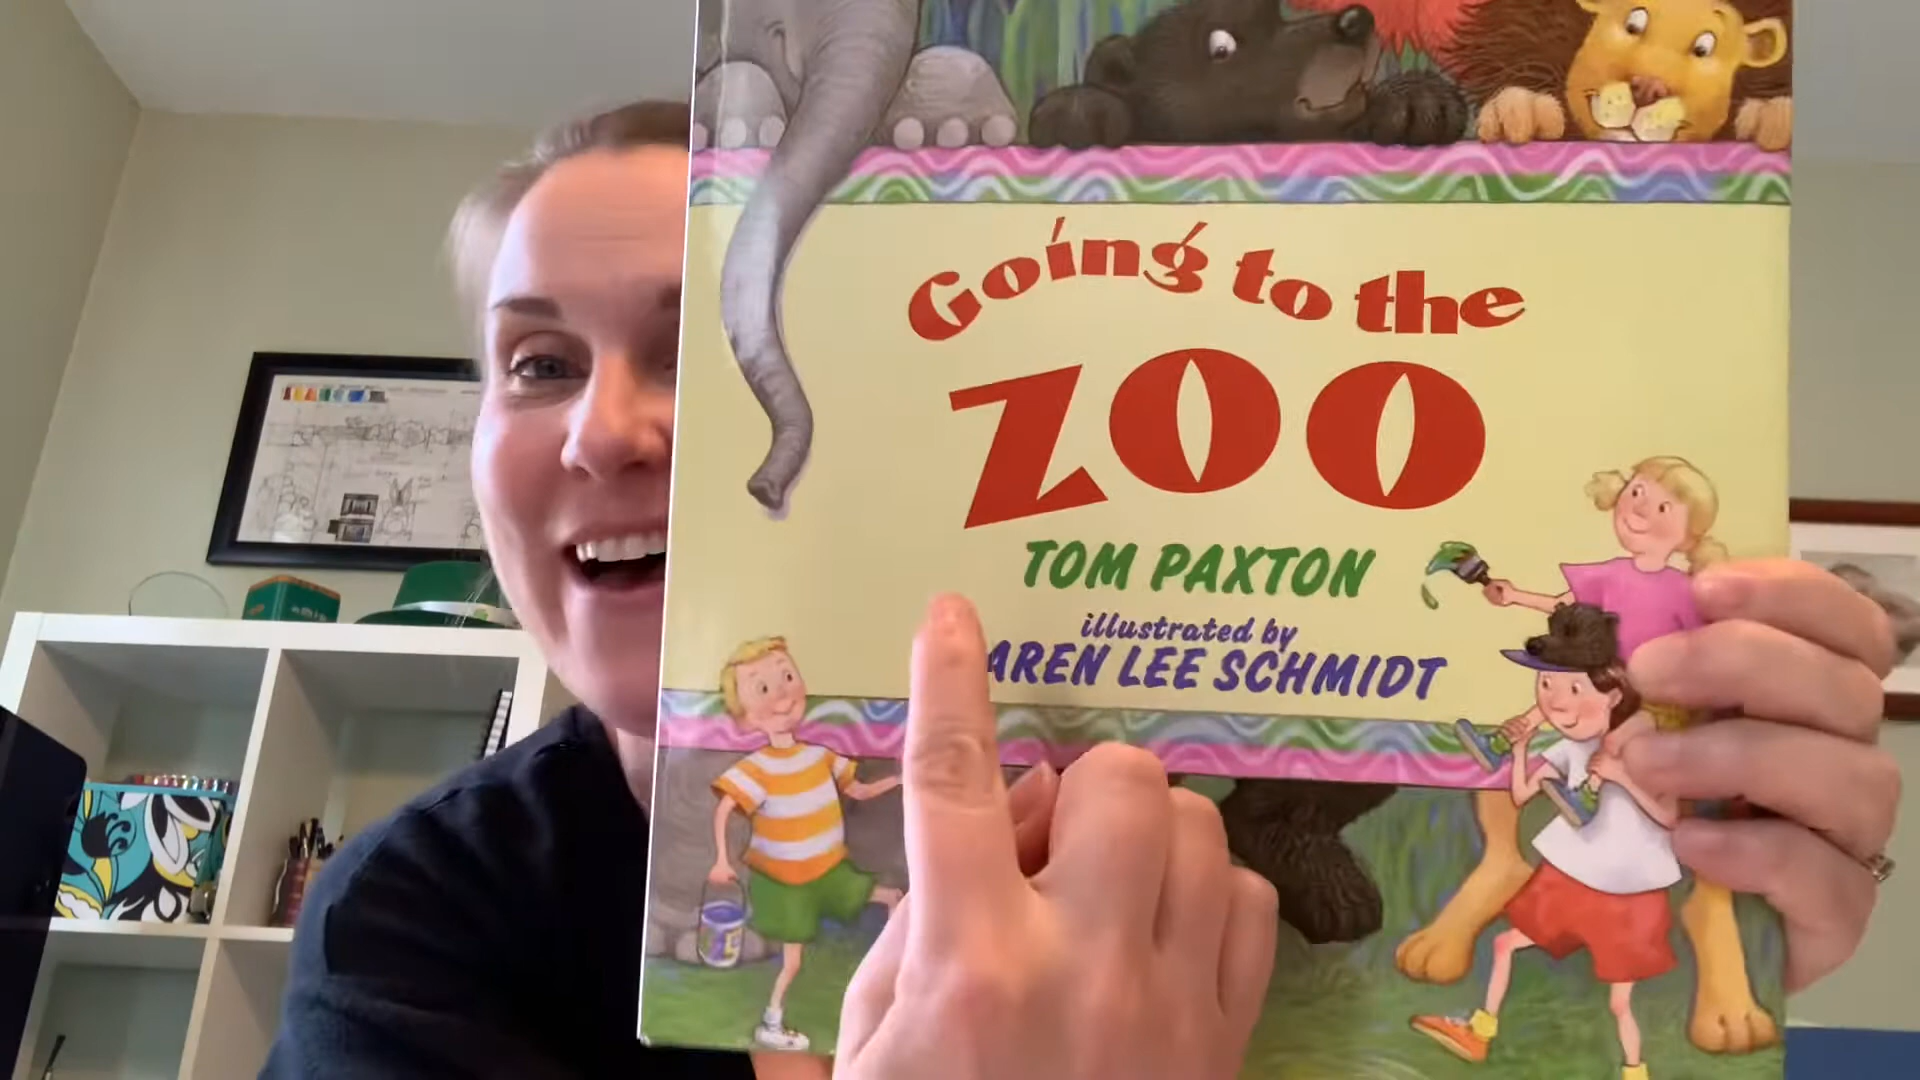 Going to the
ZOO
TOM PAXTON
illustrated by
AREN LEE SCHMIDT